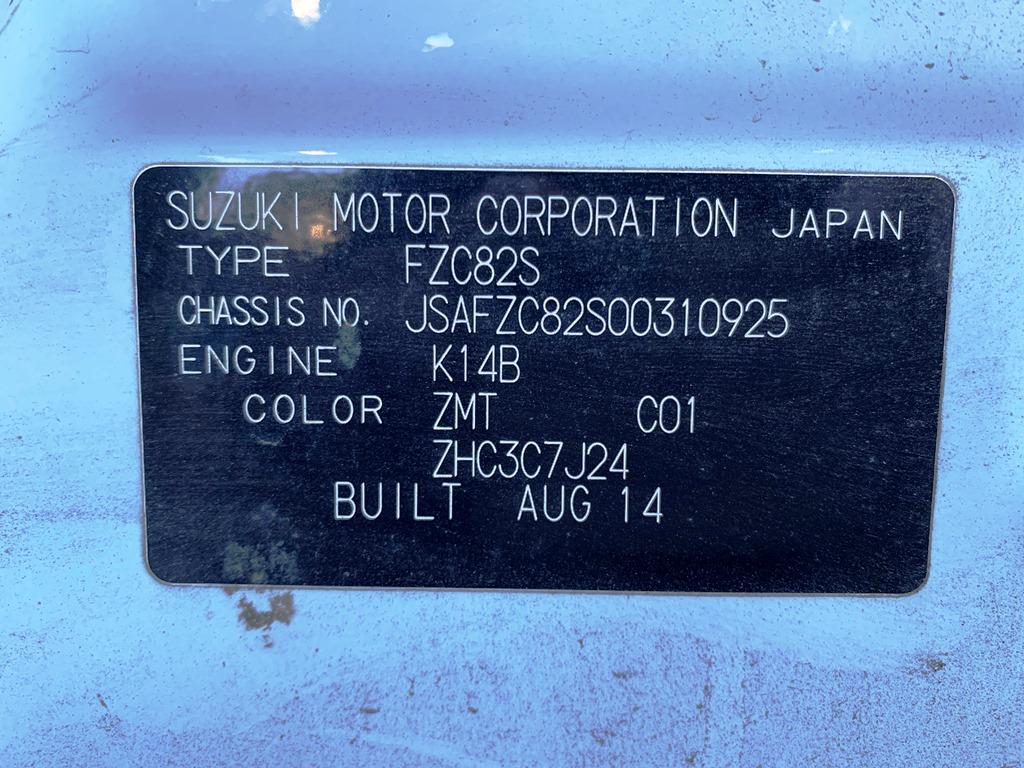 SUZUKI MOTOR CORPORATION JAPAN
TYPE FZC82S
CHASSIS NO. JSAFZC82S00310925
ENGINE K14B
COLOR ZMT C01
ZHC3C7J24
BUILT AUG 14